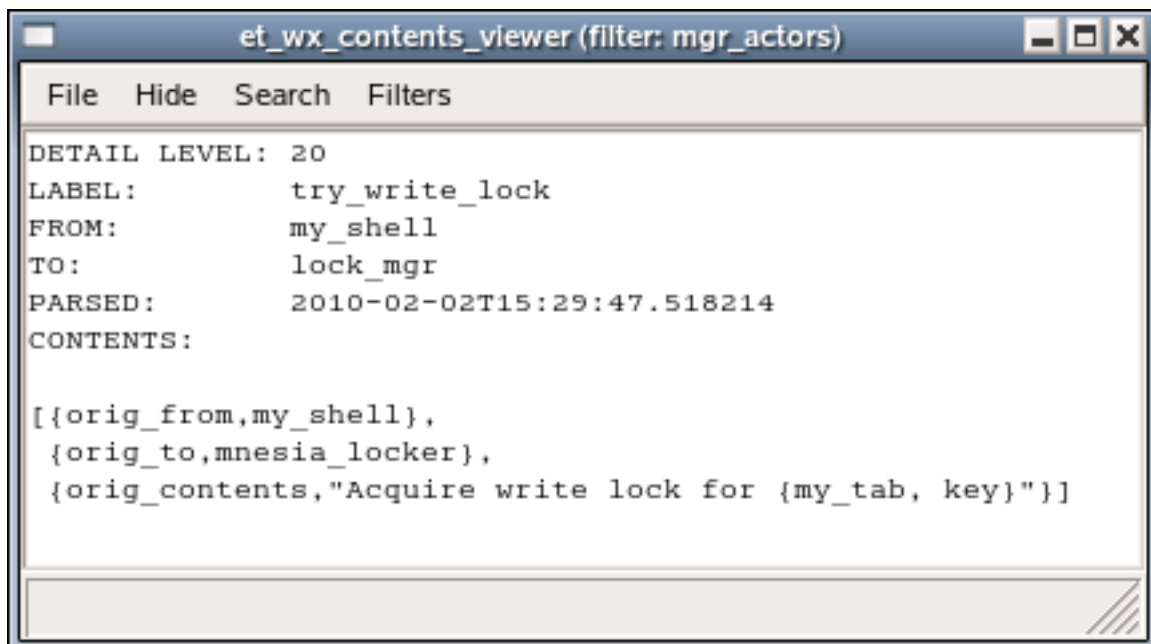 et_wx_contents_viewer (filter: mgr_actors)
File Hide Search Filters
DETAIL LEVEL: 20
LABEL: try_write_lock
FROM: my_shell
TO: lock_mgr
PARSED: 2010-02-02T15:29:47.518214
CONTENTS:
[{orig_from,my_shell},
{orig_to,mnesia_locker},
{orig_contents,"Acquire write lock for {my_tab, key}"}]